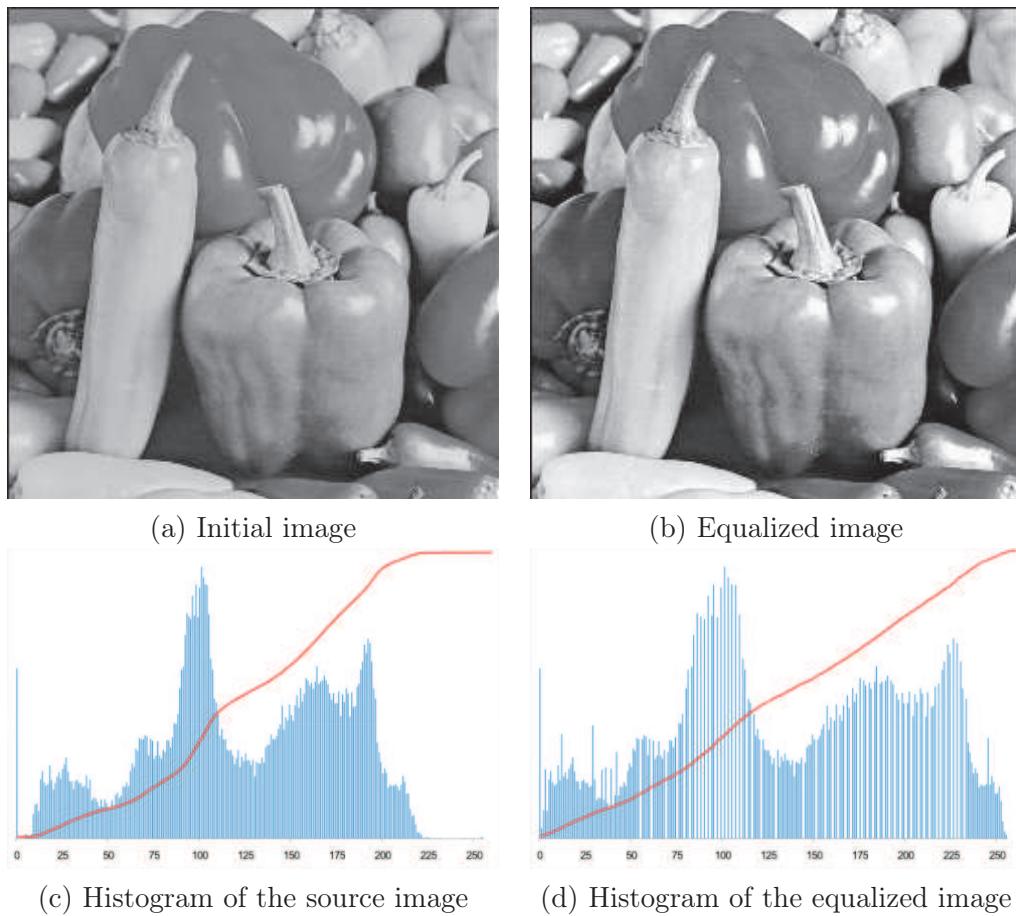 (a) Initial image
(b) Equalized image
0 25 50 75 100 125 150 175 200 225 250
0 25 50 75 100 125 150 175 200 225 250
(c) Histogram of the source image
(d) Histogram of the equalized image